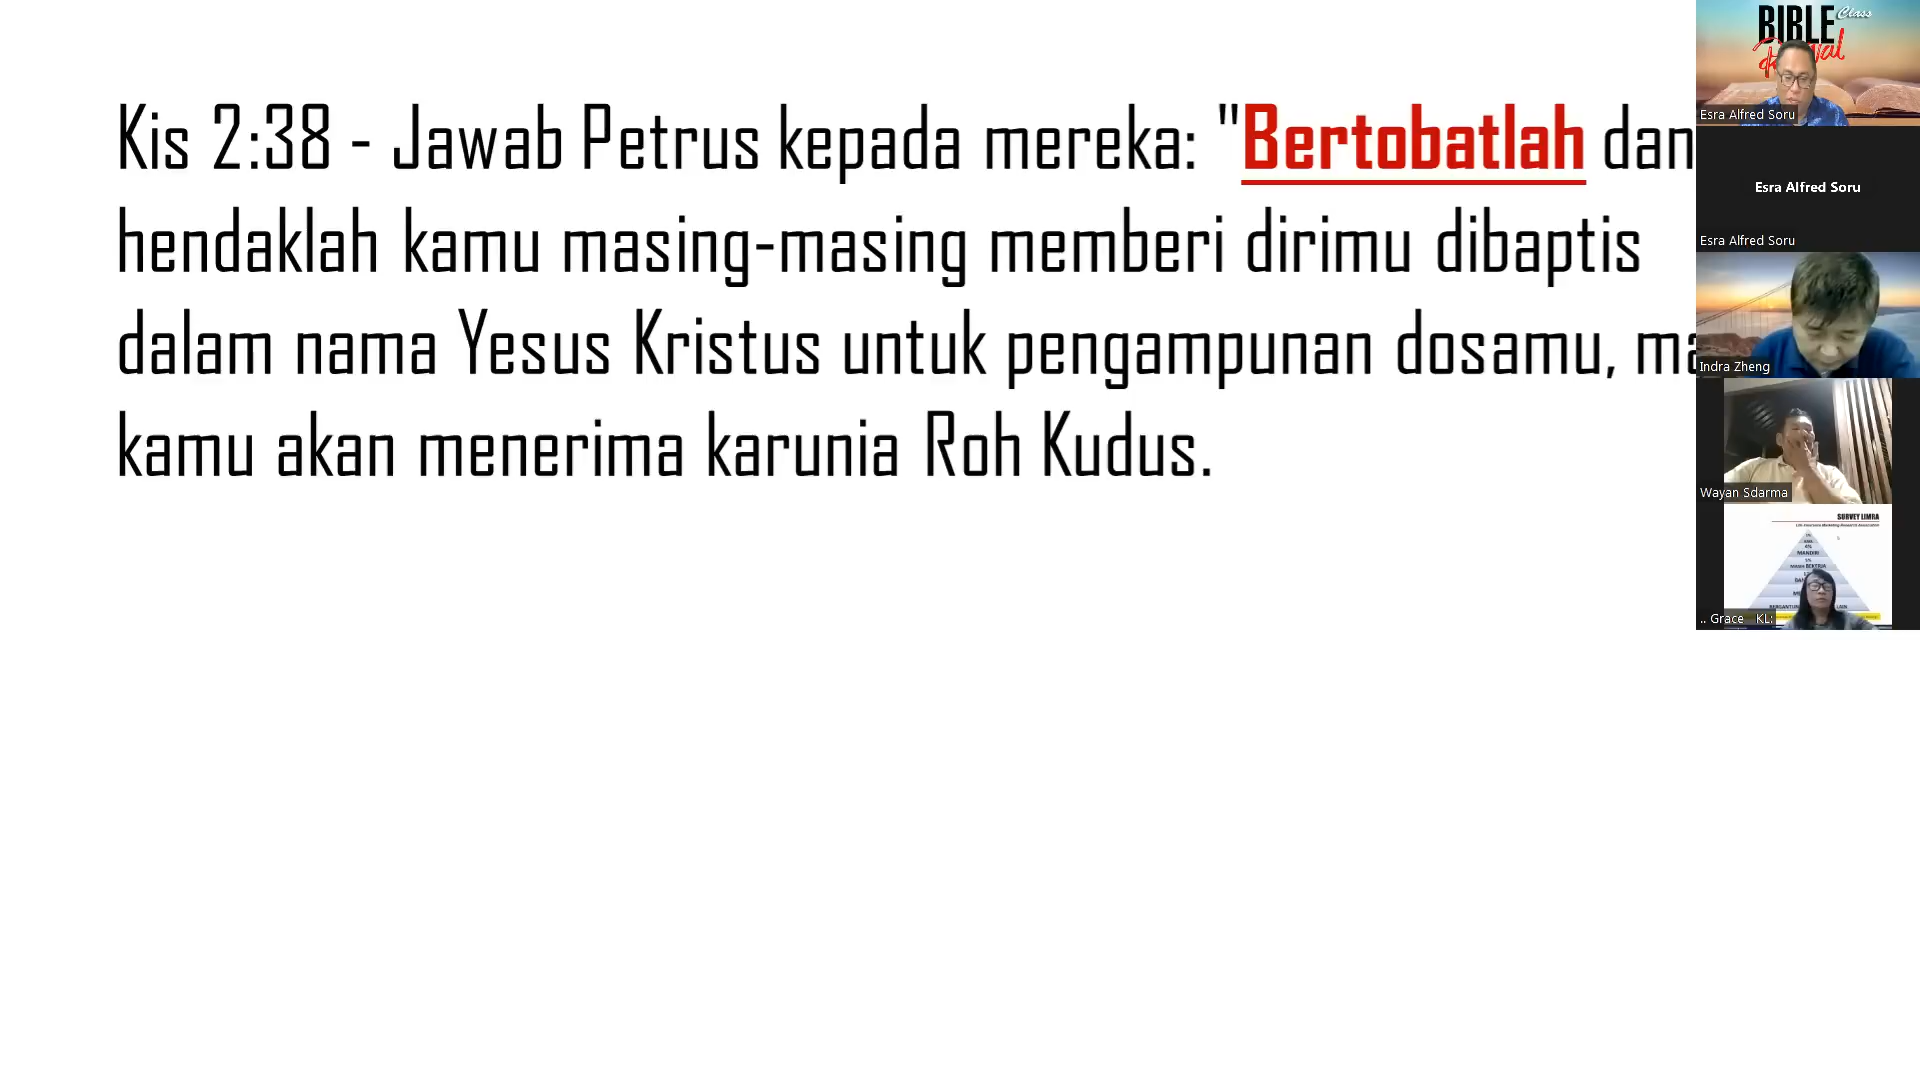 Kis 2:38 - Jawab Petrus kepada mereka: "Bertobatlah dan
hendaklah kamu masing-masing memberi dirimu dibaptis
dalam nama Yesus Kristus untuk pengampunan dosamu, ma
kamu akan menerima karunia Roh Kudus.
BIBLE Class
Esra Alfred Soru
Esra Alfred Soru
Esra Alfred Soru
Indra Zheng
Wayan Sdarma
SURVEY LIMRA
MANDIRI
.. Grace KL: